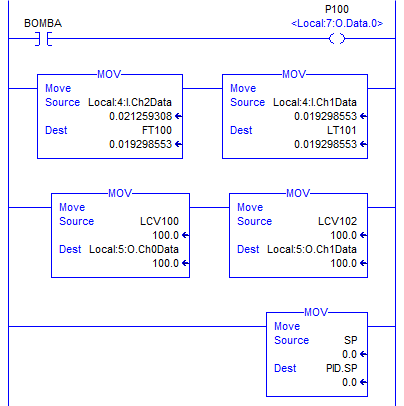 P100
BOMBA
<Local:7:O.Data.0>
MOV
Move
Source Local:4:I.Ch2Data
0.021259308
Dest FT100
0.019298553
MOV
Move
Source Local:4:I.Ch1Data
0.019298553
Dest LT101
0.019298553
MOV
Move
Source LCV100
100.0
Dest Local:5:O.Ch0Data
100.0
MOV
Move
Source LCV102
100.0
Dest Local:5:O.Ch1Data
100.0
MOV
Move
Source SP
0.0
Dest PID.SP
0.0